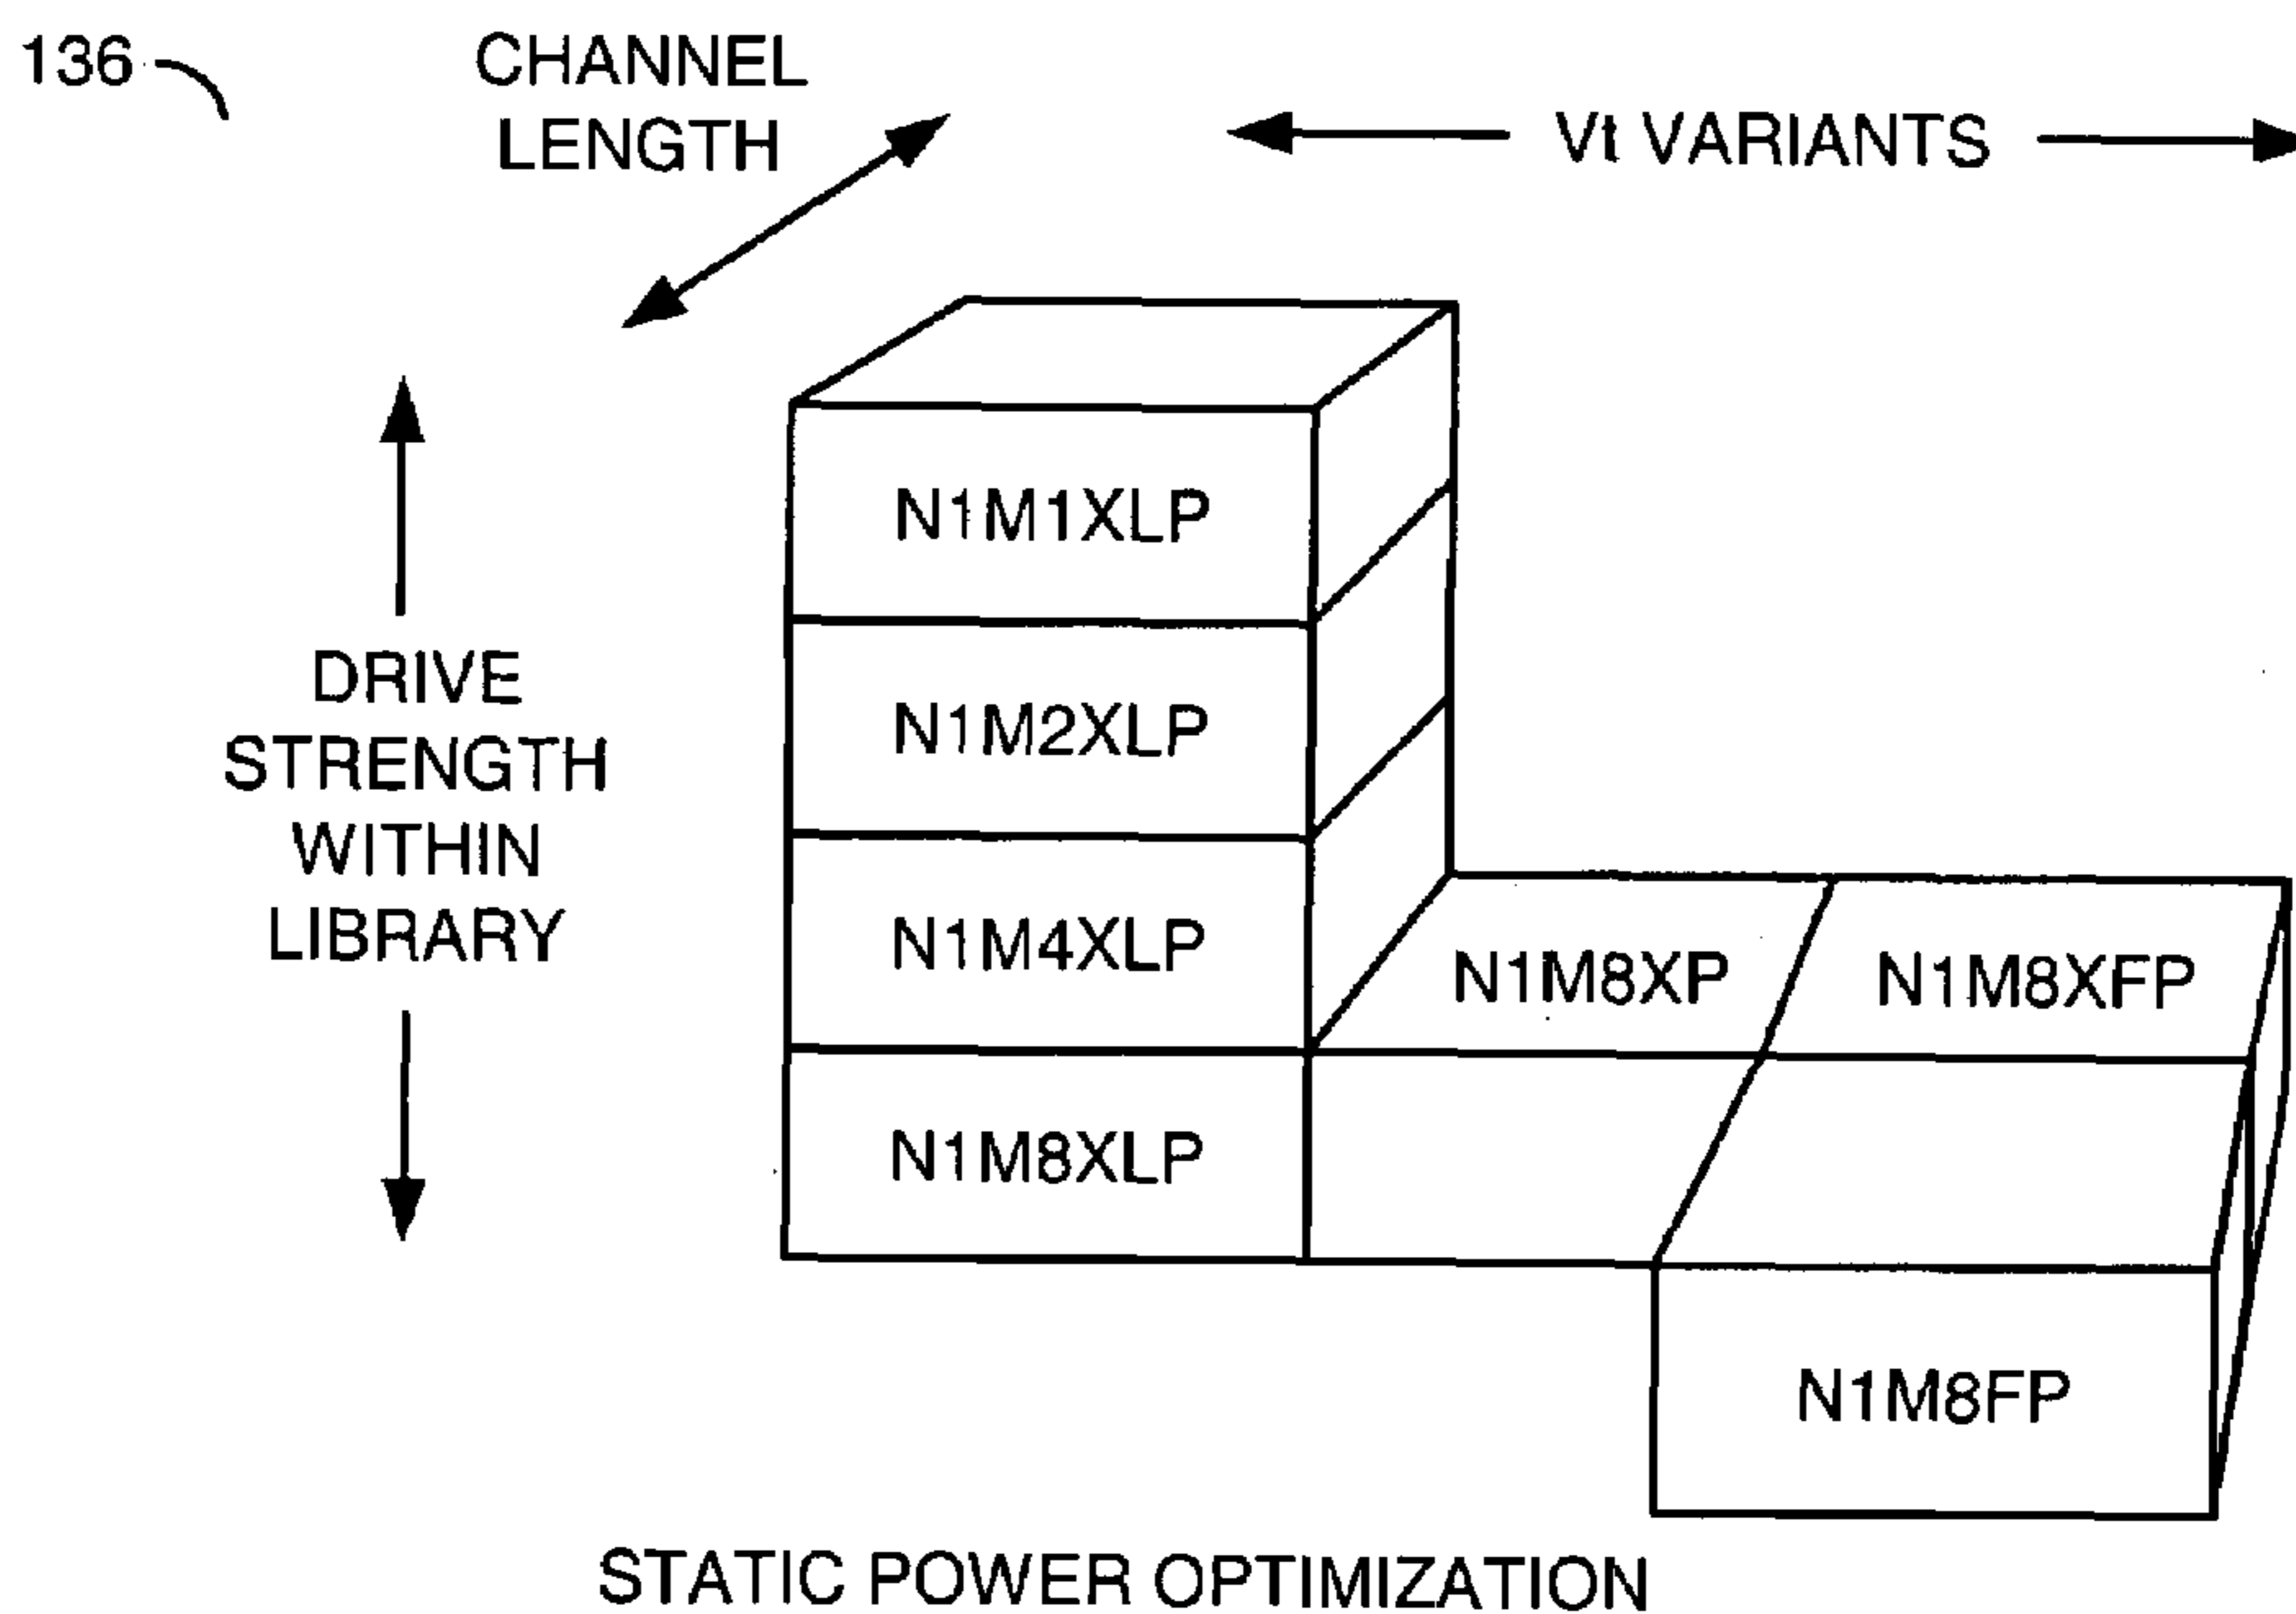 136
CHANNEL
LENGTH
Vt VARIANTS
DRIVE
STRENGTH
WITHIN
LIBRARY
N1M1XLP
N1M2XLP
N1M4XLP
N1M8XP
N1M8XFP
N1M8XLP
N1M8FP
STATIC POWER OPTIMIZATION